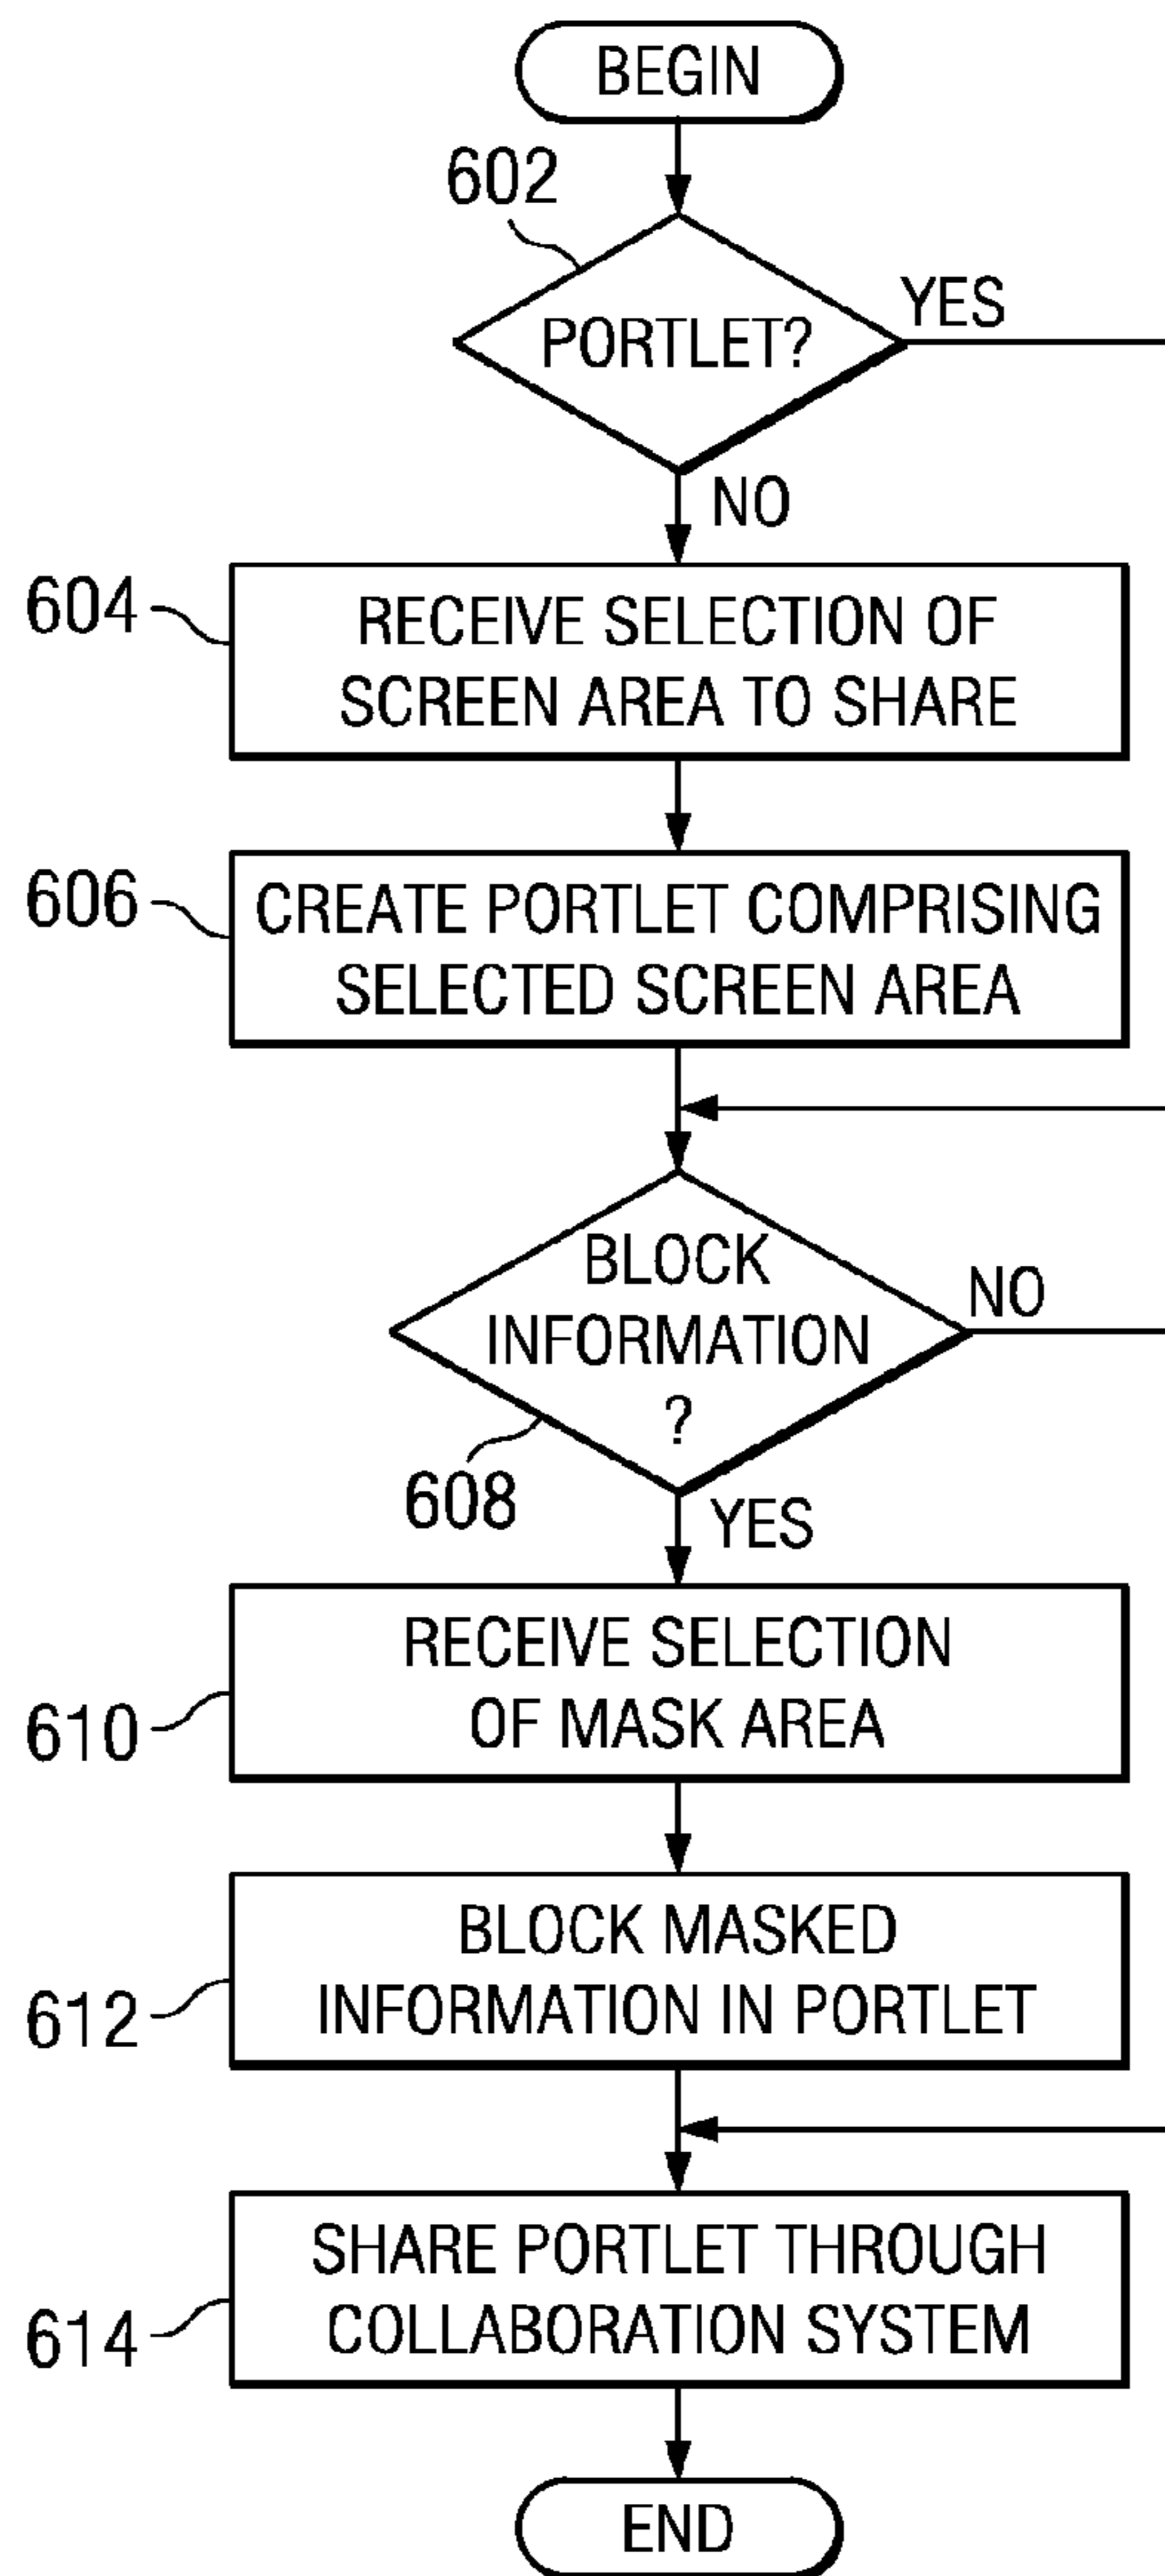 BEGIN
602
PORTLET?
YES
NO
604
RECEIVE SELECTION OF
SCREEN AREA TO SHARE
606
CREATE PORTLET COMPRISING
SELECTED SCREEN AREA
BLOCK
INFORMATION
?
NO
608
YES
RECEIVE SELECTION
OF MASK AREA
610
BLOCK MASKED
INFORMATION IN PORTLET
612
SHARE PORTLET THROUGH
COLLABORATION SYSTEM
614
END